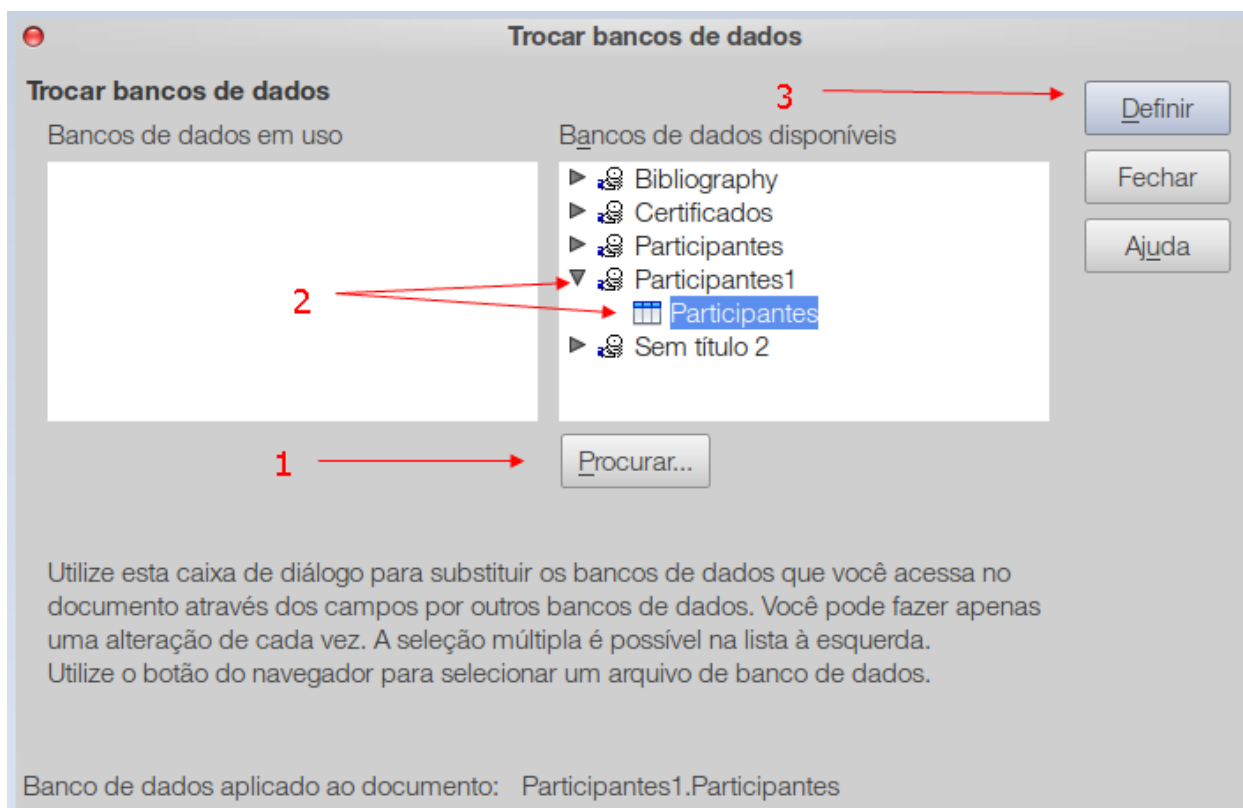 Trocar bancos de dados
Trocar bancos de dados
3
Definir
Bancos de dados em uso
Bancos de dados disponíveis
Bibliography
Fechar
Certificados
Participantes
Ajuda
Participantes1
2
Participantes
Sem título 2
1
Procurar...
Utilize esta caixa de diálogo para substituir os bancos de dados que você acessa no
documento através dos campos por outros bancos de dados. Você pode fazer apenas
uma alteração de cada vez. A seleção múltipla é possível na lista à esquerda.
Utilize o botão do navegador para selecionar um arquivo de banco de dados.
Banco de dados aplicado ao documento: Participantes1.Participantes